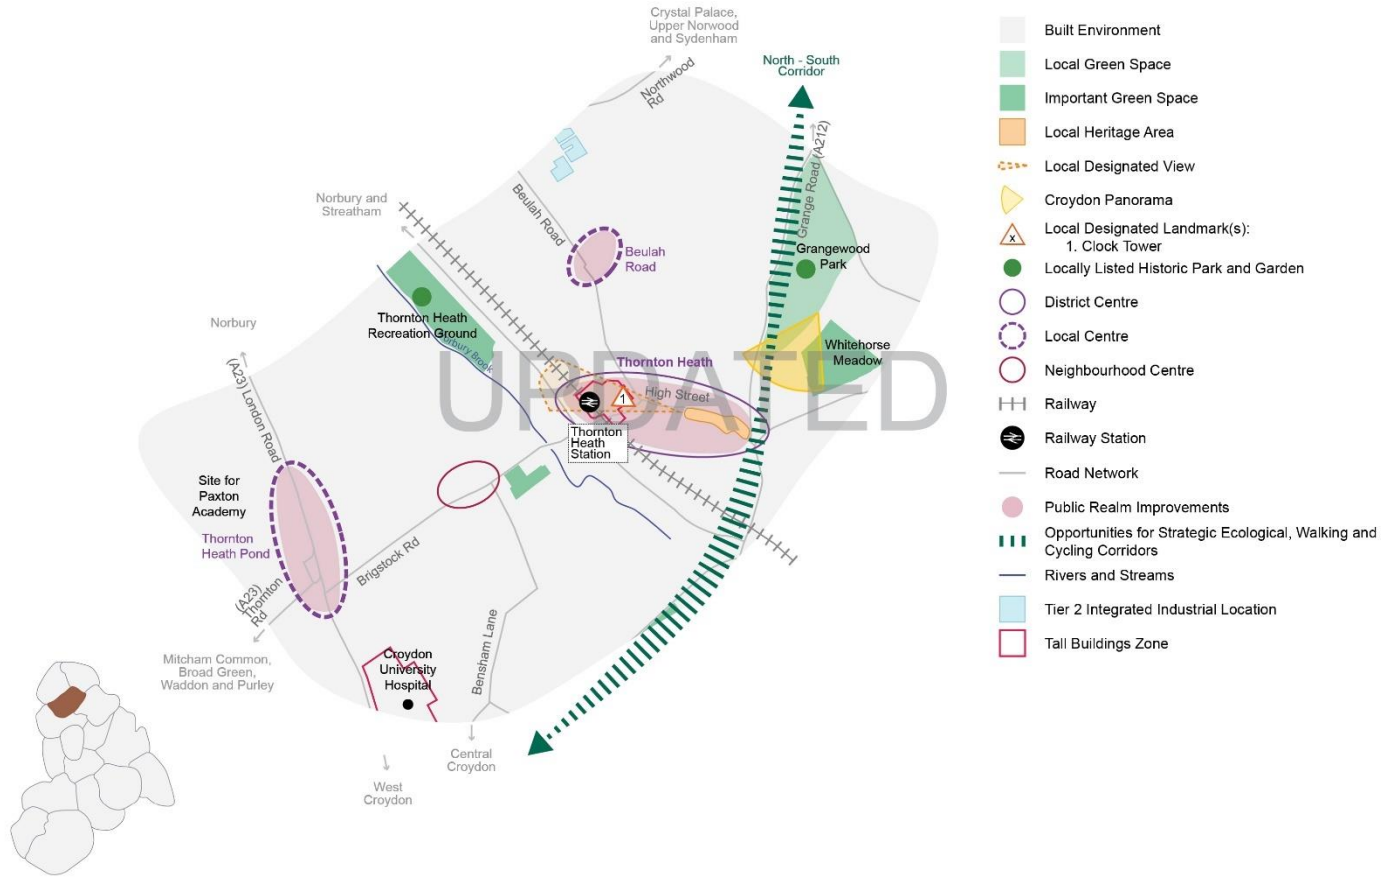 Crystal Palace,
Upper Norwood
and Sydenham
Northwood
Rd
North - South
Corridor
Grange Road (A212)
Norbury and
Streatham
Beulah Road
Beulah
Road
Grangewood
Park
Thornton Heath
Recreation Ground
Norbury Brook
Norbury
Whitehorse
Meadow
UPDATED
Thornton Heath
High Street
1
Thornton
Heath
Station
(A23) London Road
Site for
Paxton
Academy
Thornton
Heath Pond
(A23)
Thornton
Rd
Brigstock Rd
Bensham Lane
Mitcham Common,
Broad Green,
Waddon and Purley
Croydon
University
Hospital
Central
Croydon
West
Croydon
Built Environment
Local Green Space
Important Green Space
Local Heritage Area
Local Designated View
Croydon Panorama
x
Local Designated Landmark(s):
1. Clock Tower
Locally Listed Historic Park and Garden
District Centre
Local Centre
Neighbourhood Centre
Railway
Railway Station
Road Network
Public Realm Improvements
Opportunities for Strategic Ecological, Walking and
Cycling Corridors
Rivers and Streams
Tier 2 Integrated Industrial Location
Tall Buildings Zone